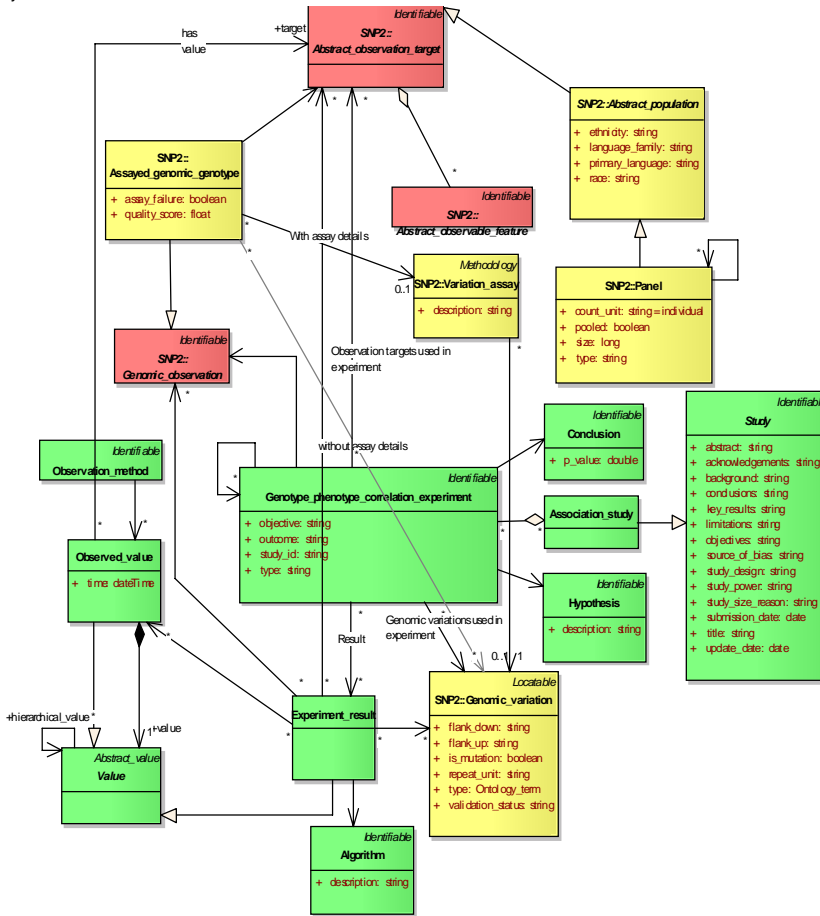 Identifiable
SNP2::
Abstract_observation_target
has
value
+target
*
*
SNP2::Abstract_population
+ ethnicity: string
+ language_family: string
+ primary_language: string
+ race: string
SNP2::
Assayed_genomic_genotype
+ assay_failure: boolean
+ quality_score: float
*
*
*
Identifiable
SNP2::
Abstract_observable_feature
With assay details
Methodology
SNP2::Variation_assay
+ description: string
0..1
*
*
SNP2::Panel
+ count_unit: string = individual
+ pooled: boolean
+ size: long
+ type: string
Identifiable
SNP2::
Genomic_observation
*
Observation targets used in
experiment
without assay details
*
Identifiable
Observation_method
*
Identifiable
Genotype_phenotype_correlation_experiment
+ objective: string
+ outcome: string
+ study_id: string
+ type: string
*
Identifiable
Conclusion
+ p_value: double
Association_study
*
*
Identifiable
Study
+ abstract: string
+ acknowledgements: string
+ background: string
+ conclusions: string
+ key_results: string
+ limitations: string
+ objectives: string
+ source_of_bias: string
+ study_design: string
+ study_power: string
+ study_size_reason: string
+ submission_date: date
+ title: string
+ update_date: date
*
Observed_value
+ time: dateTime
*
Identifiable
Hypothesis
+ description: string
*
*
Result
Genomic variations used in
experiment
*
*
0..1
1
*
*
*
Experiment_result
*
*
*
Locatable
SNP2::Genomic_variation
+ flank_down: string
+ flank_up: string
+ is_mutation: boolean
+ repeat_unit: string
+ type: Ontology_term
+ validation_status: string
+hierarchical_value
*
1
+value
Abstract_value
Value
Identifiable
Algorithm
+ description: string